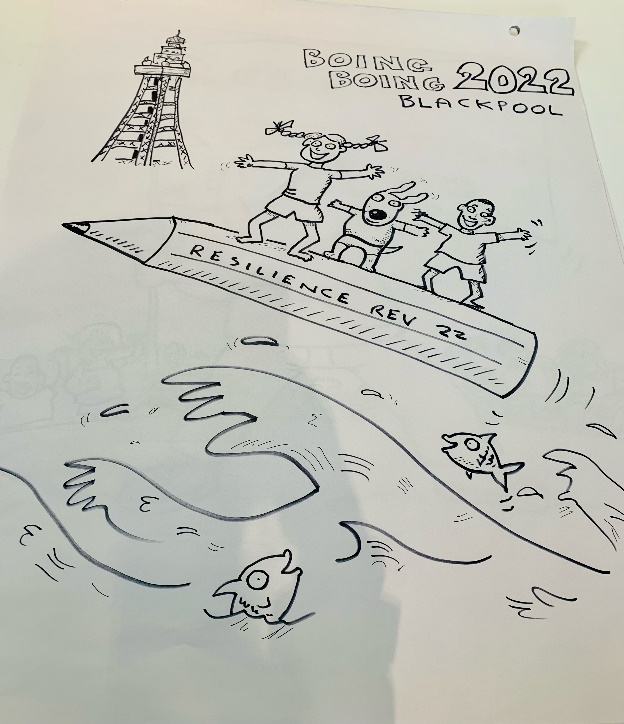 BOING
BOING 2022
BLACKPOOL
RESILIENCE REV 22